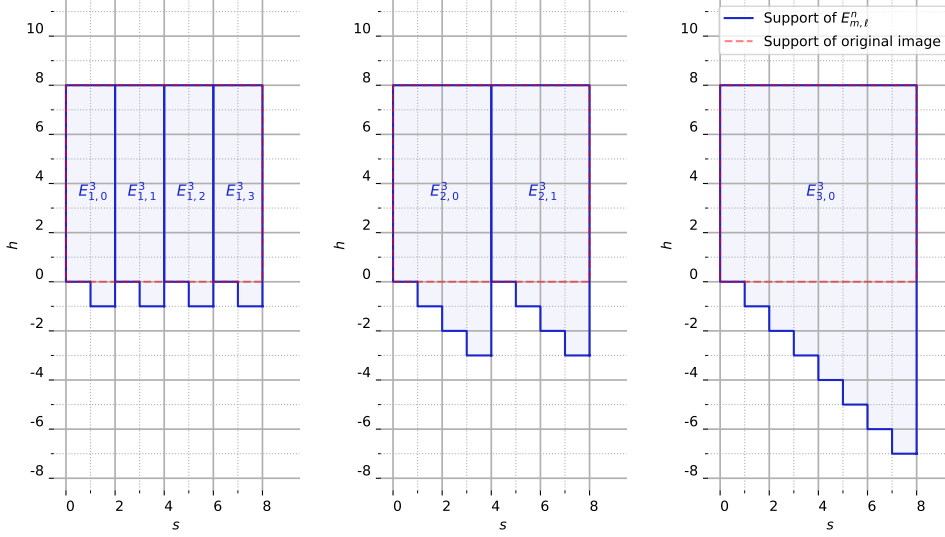 Support of E^n_{m,ℓ}
Support of original image
10
8
6
4
2
0
-2
-4
-6
-8
h
E^3_{1,0} E^3_{1,1} E^3_{1,2} E^3_{1,3}
0 2 4 6 8
s
10
8
6
4
2
0
-2
-4
-6
-8
h
E^3_{2,0} E^3_{2,1}
0 2 4 6 8
s
10
8
6
4
2
0
-2
-4
-6
-8
h
E^3_{3,0}
0 2 4 6 8
s